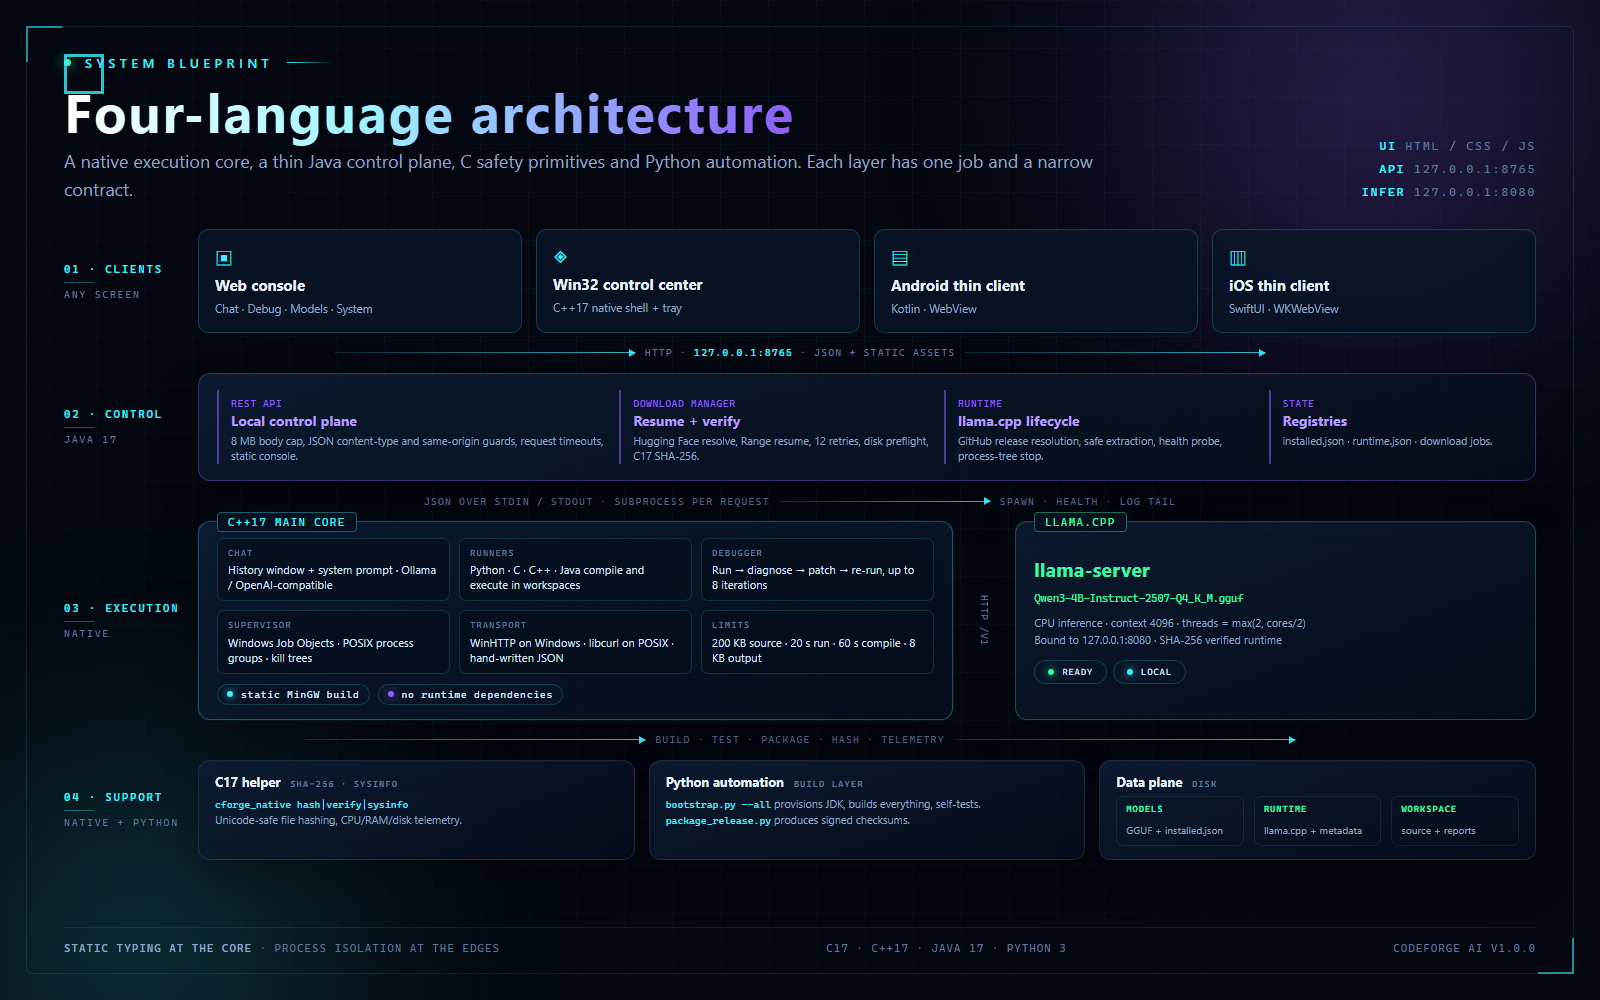 SYSTEM BLUEPRINT
Four-language architecture
A native execution core, a thin Java control plane, C safety primitives and Python automation. Each layer has one job and a narrow
contract.
UI HTML / CSS / JS
API 127.0.0.1:8765
INFER 127.0.0.1:8080
01 · CLIENTS
ANY SCREEN
Web console
Chat · Debug · Models · System
Win32 control center
C++17 native shell + tray
Android thin client
Kotlin · WebView
iOS thin client
SwiftUI · WKWebView
HTTP · 127.0.0.1:8765 · JSON + STATIC ASSETS
02 · CONTROL
JAVA 17
REST API
Local control plane
8 MB body cap, JSON content-type and same-origin guards, request timeouts,
static console.
DOWNLOAD MANAGER
Resume + verify
Hugging Face resolve, Range resume, 12 retries, disk preflight,
C17 SHA-256.
RUNTIME
llama.cpp lifecycle
GitHub release resolution, safe extraction, health probe,
process-tree stop.
STATE
Registries
installed.json · runtime.json · download jobs.
JSON OVER STDIN / STDOUT · SUBPROCESS PER REQUEST
SPAWN · HEALTH · LOG TAIL
03 · EXECUTION
NATIVE
C++17 MAIN CORE
CHAT
History window + system prompt · Ollama
/ OpenAI-compatible
RUNNERS
Python · C · C++ · Java compile and
execute in workspaces
DEBUGGER
Run → diagnose → patch → re-run, up to
8 iterations
SUPERVISOR
Windows Job Objects · POSIX process
groups · kill trees
TRANSPORT
WinHTTP on Windows · libcurl on POSIX ·
hand-written JSON
LIMITS
200 KB source · 20 s run · 60 s compile · 8
KB output
static MinGW build
no runtime dependencies
HTTP /V1
LLAMA.CPP
llama-server
Qwen3-4B-Instruct-2507-Q4_K_M.gguf
CPU inference · context 4096 · threads = max(2, cores/2)
Bound to 127.0.0.1:8080 · SHA-256 verified runtime
READY
LOCAL
BUILD · TEST · PACKAGE · HASH · TELEMETRY
04 · SUPPORT
NATIVE + PYTHON
C17 helper SHA-256 · SYSINFO
cforge_native hash|verify|sysinfo
Unicode-safe file hashing, CPU/RAM/disk telemetry.
Python automation BUILD LAYER
bootstrap.py --all provisions JDK, builds everything, self-tests.
package_release.py produces signed checksums.
Data plane DISK
MODELS
GGUF + installed.json
RUNTIME
llama.cpp + metadata
WORKSPACE
source + reports
STATIC TYPING AT THE CORE · PROCESS ISOLATION AT THE EDGES
C17 · C++17 · JAVA 17 · PYTHON 3
CODEFORGE AI V1.0.0